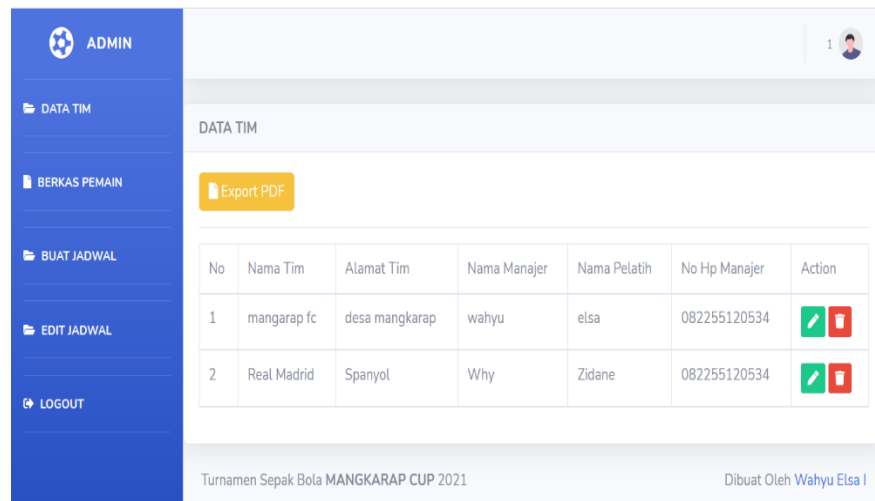 ADMIN
1
DATA TIM
BERKAS PEMAIN
BUAT JADWAL
EDIT JADWAL
LOGOUT
DATA TIM
Export PDF
No Nama Tim Alamat Tim Nama Manajer Nama Pelatih No Hp Manajer Action
1 mangarap fc desa mangkarap wahyu elsa 082255120534
2 Real Madrid Spanyol Why Zidane 082255120534
Turnamen Sepak Bola MANGKARAP CUP 2021 Dibuat Oleh Wahyu Elsa I